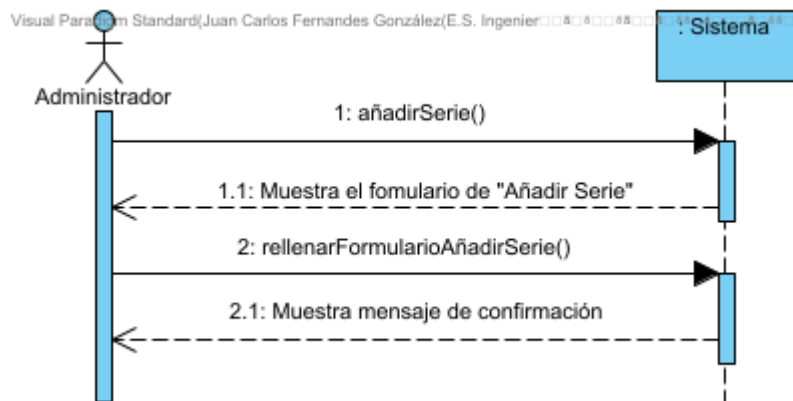 Visual Paradigm Standard(Juan Carlos Fernandes González(E.S. Ingenier
: Sistema
Administrador
1: añadirSerie()
1.1: Muestra el fomulario de "Añadir Serie"
2: rellenarFormularioAñadirSerie()
2.1: Muestra mensaje de confirmación